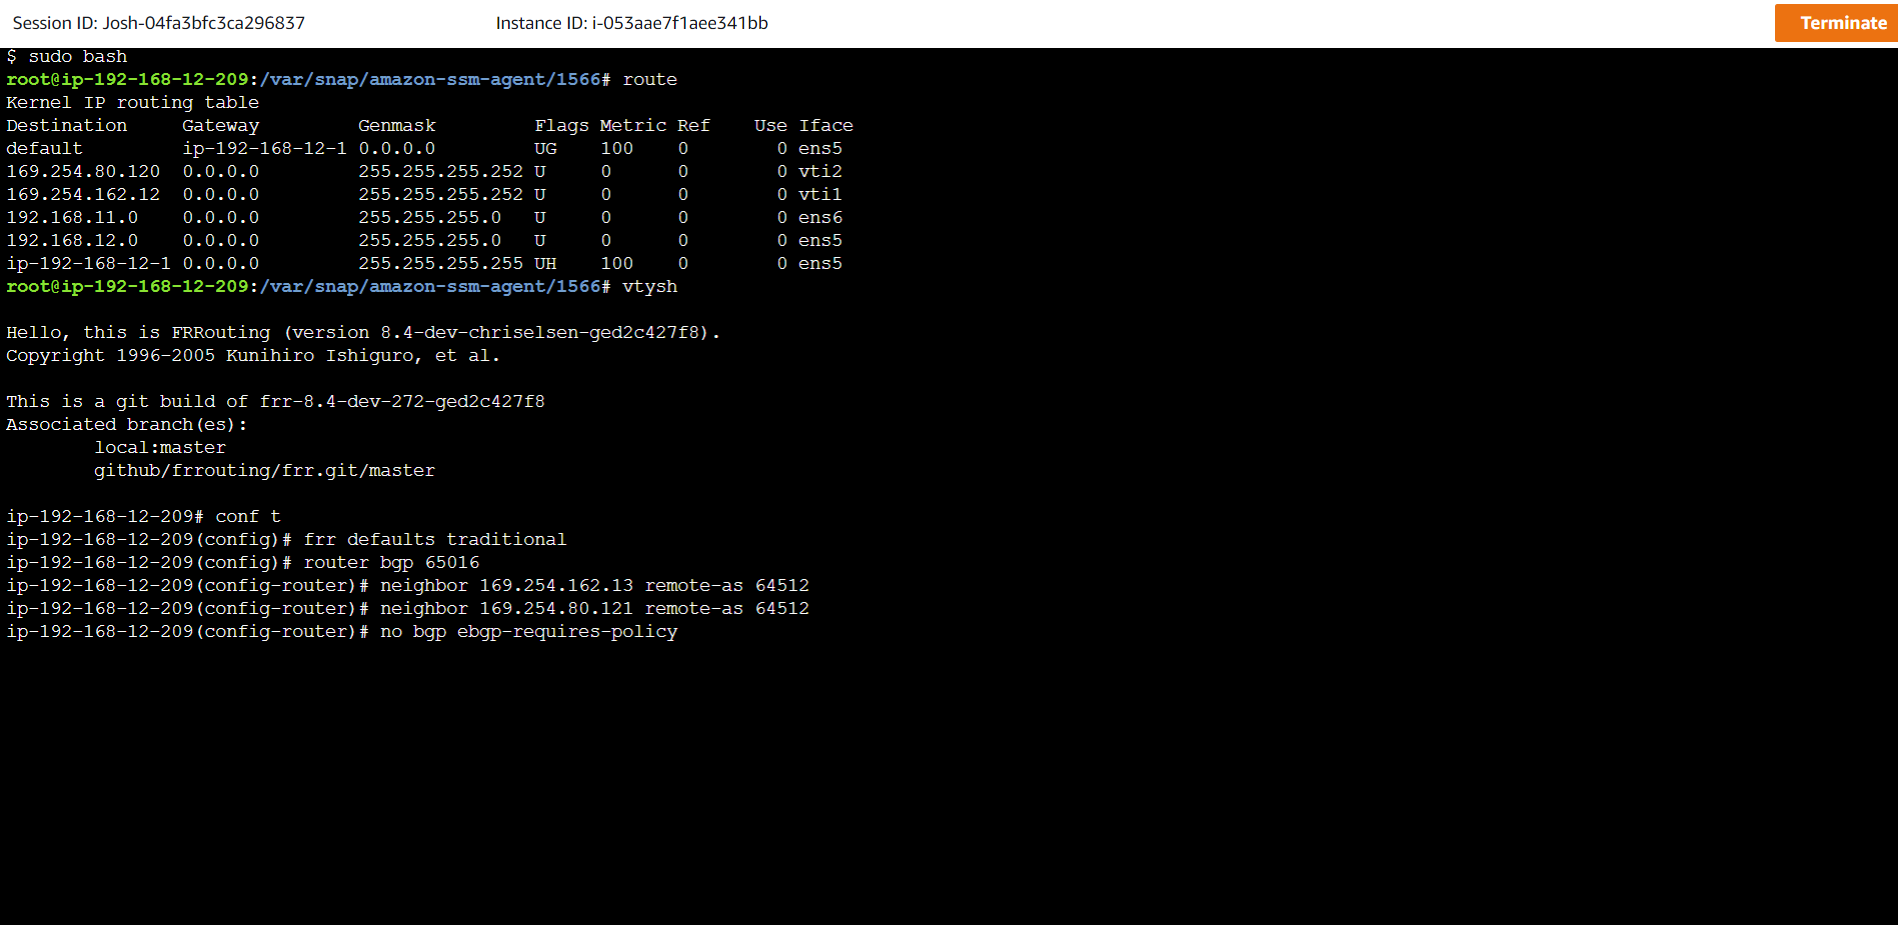 Session ID: Josh-04fa3bfc3ca296837 Instance ID: i-053aae7f1aee341bb Terminate
$ sudo bash
root@ip-192-168-12-209:/var/snap/amazon-ssm-agent/1566# route
Kernel IP routing table
Destination     Gateway         Genmask         Flags Metric Ref    Use Iface
default         ip-192-168-12-1 0.0.0.0         UG    100    0        0 ens5
169.254.80.120  0.0.0.0         255.255.255.252 U     0      0        0 vti2
169.254.162.12  0.0.0.0         255.255.255.252 U     0      0        0 vti1
192.168.11.0    0.0.0.0         255.255.255.0   U     0      0        0 ens6
192.168.12.0    0.0.0.0         255.255.255.0   U     0      0        0 ens5
ip-192-168-12-1 0.0.0.0         255.255.255.255 UH    100    0        0 ens5
root@ip-192-168-12-209:/var/snap/amazon-ssm-agent/1566# vtysh
Hello, this is FRRouting (version 8.4-dev-chriselsen-ged2c427f8).
Copyright 1996-2005 Kunihiro Ishiguro, et al.
This is a git build of frr-8.4-dev-272-ged2c427f8
Associated branch(es):
        local:master
        github/frrouting/frr.git/master
ip-192-168-12-209# conf t
ip-192-168-12-209(config)# frr defaults traditional
ip-192-168-12-209(config)# router bgp 65016
ip-192-168-12-209(config-router)# neighbor 169.254.162.13 remote-as 64512
ip-192-168-12-209(config-router)# neighbor 169.254.80.121 remote-as 64512
ip-192-168-12-209(config-router)# no bgp ebgp-requires-policy